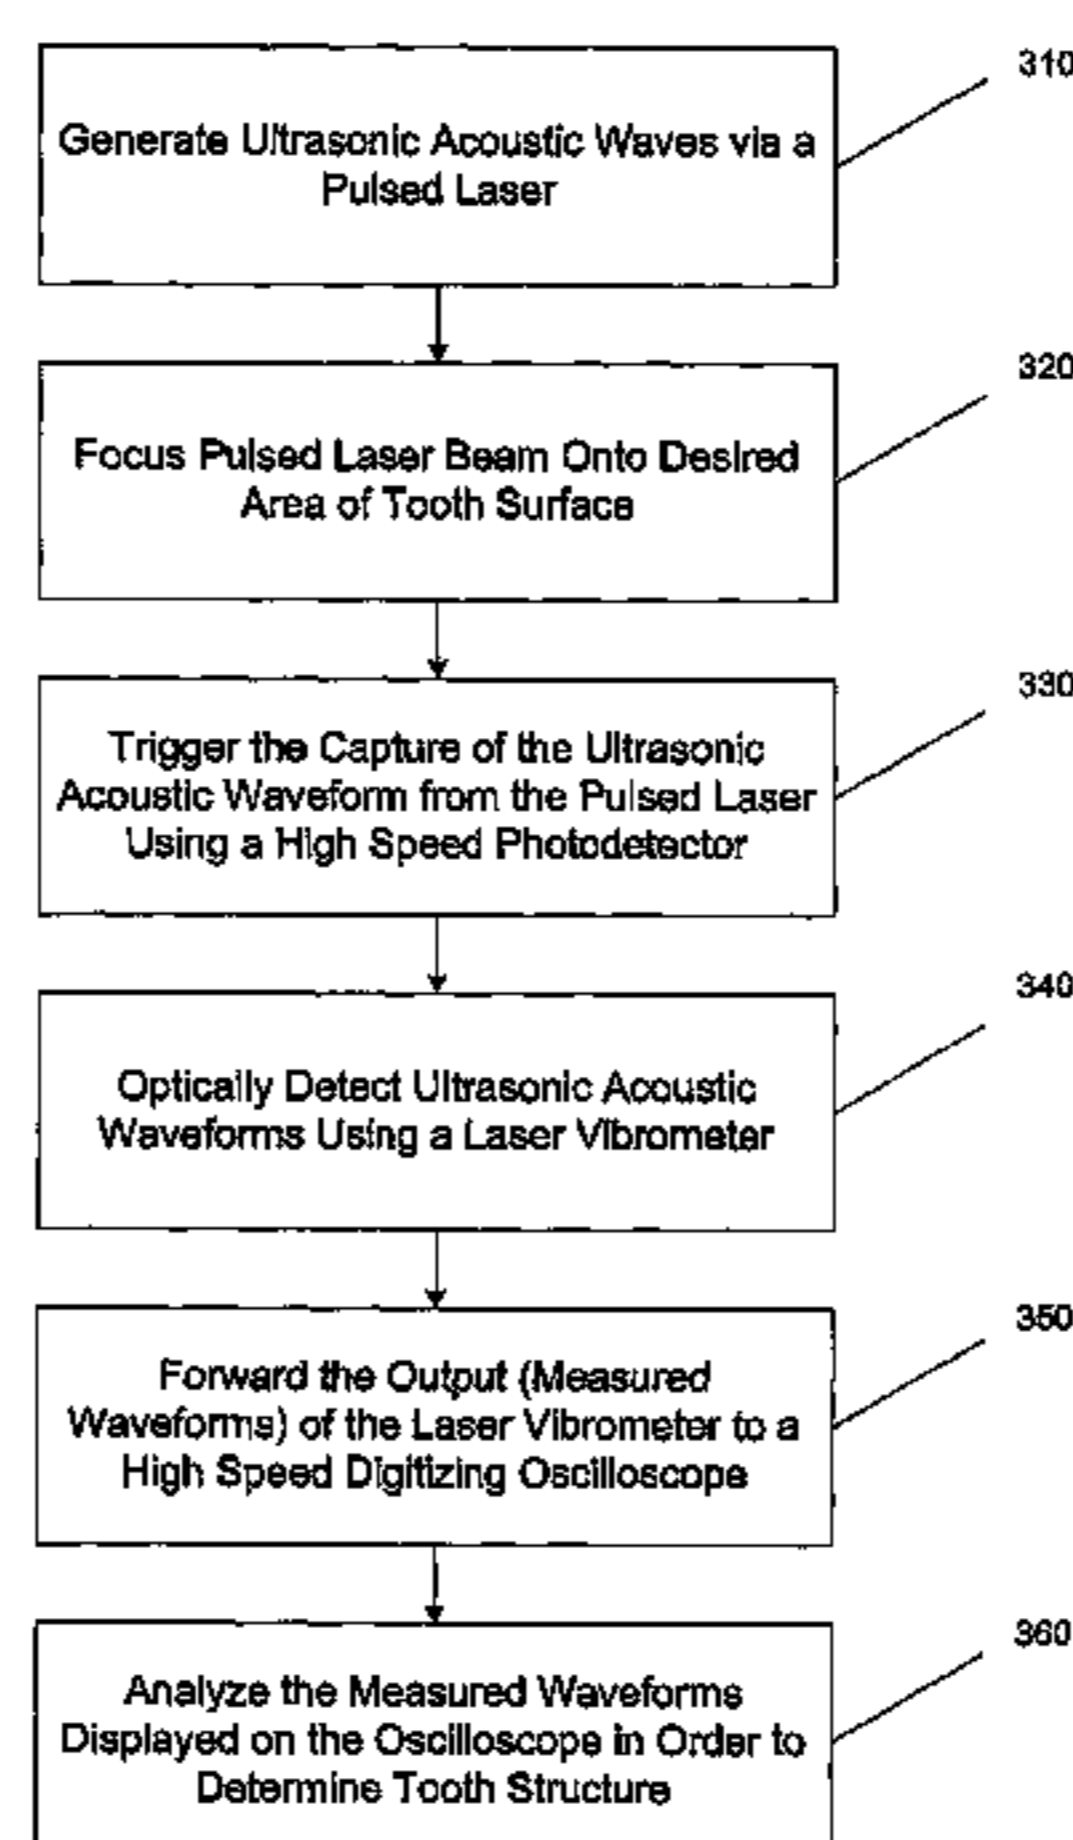 310
Generate Ultrasonic Acoustic Waves via a
Pulsed Laser
320
Focus Pulsed Laser Beam Onto Desired
Area of Tooth Surface
330
Trigger the Capture of the Ultrasonic
Acoustic Waveform from the Pulsed Laser
Using a High Speed Photodetector
340
Optically Detect Ultrasonic Acoustic
Waveforms Using a Laser Vibrometer
350
Forward the Output (Measured
Waveforms) of the Laser Vibrometer to a
High Speed Digitizing Oscilloscope
360
Analyze the Measured Waveforms
Displayed on the Oscilloscope in Order to
Determine Tooth Structure